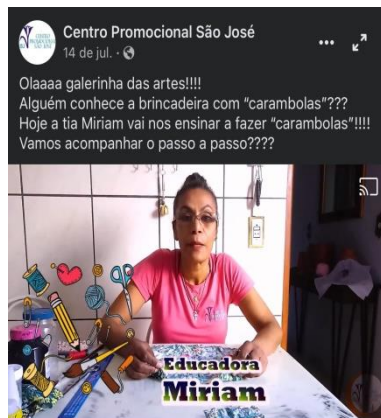 Centro Promocional São José
14 de jul.
Olaaaa galerinha das artes!!!!
Alguém conhece a brincadeira com “carambolas”???
Hoje a tia Miriam vai nos ensinar a fazer “carambolas”!!!!
Vamos acompanhar o passo a passo????
Educadora
Miriam